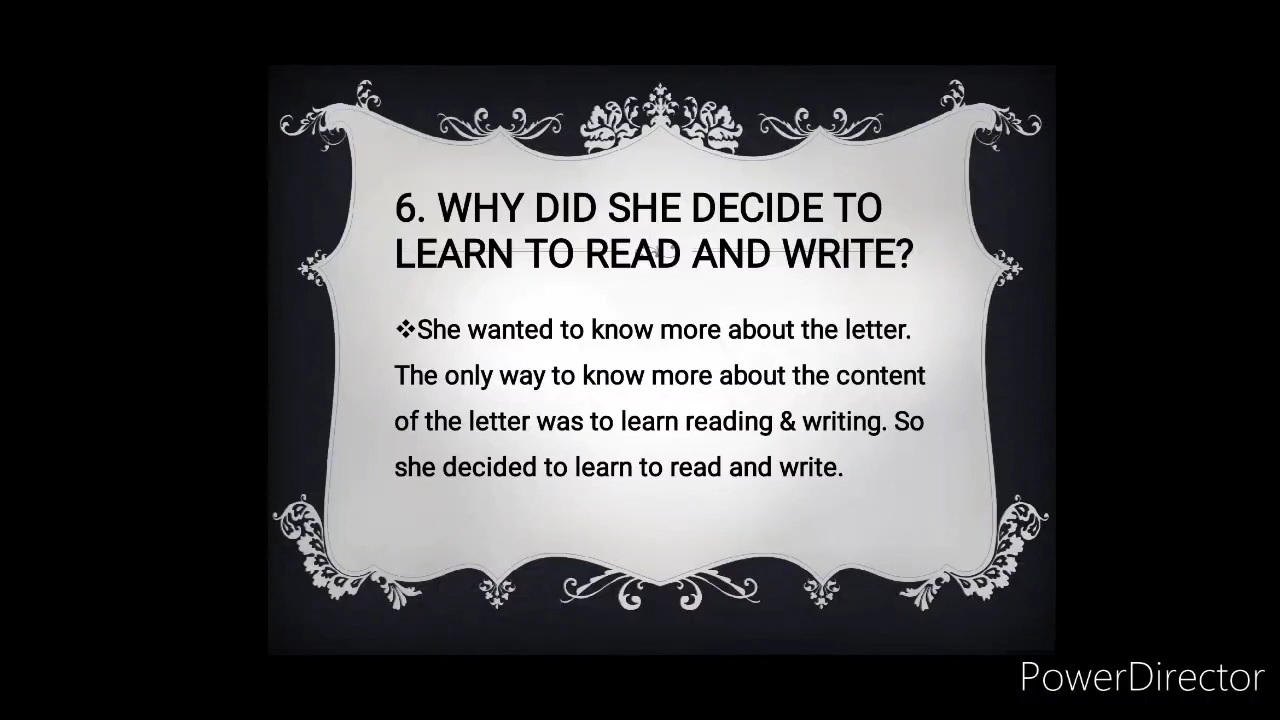 6. WHY DID SHE DECIDE TO
LEARN TO READ AND WRITE?
❖She wanted to know more about the letter.
The only way to know more about the content
of the letter was to learn reading & writing. So
she decided to learn to read and write.
PowerDirector